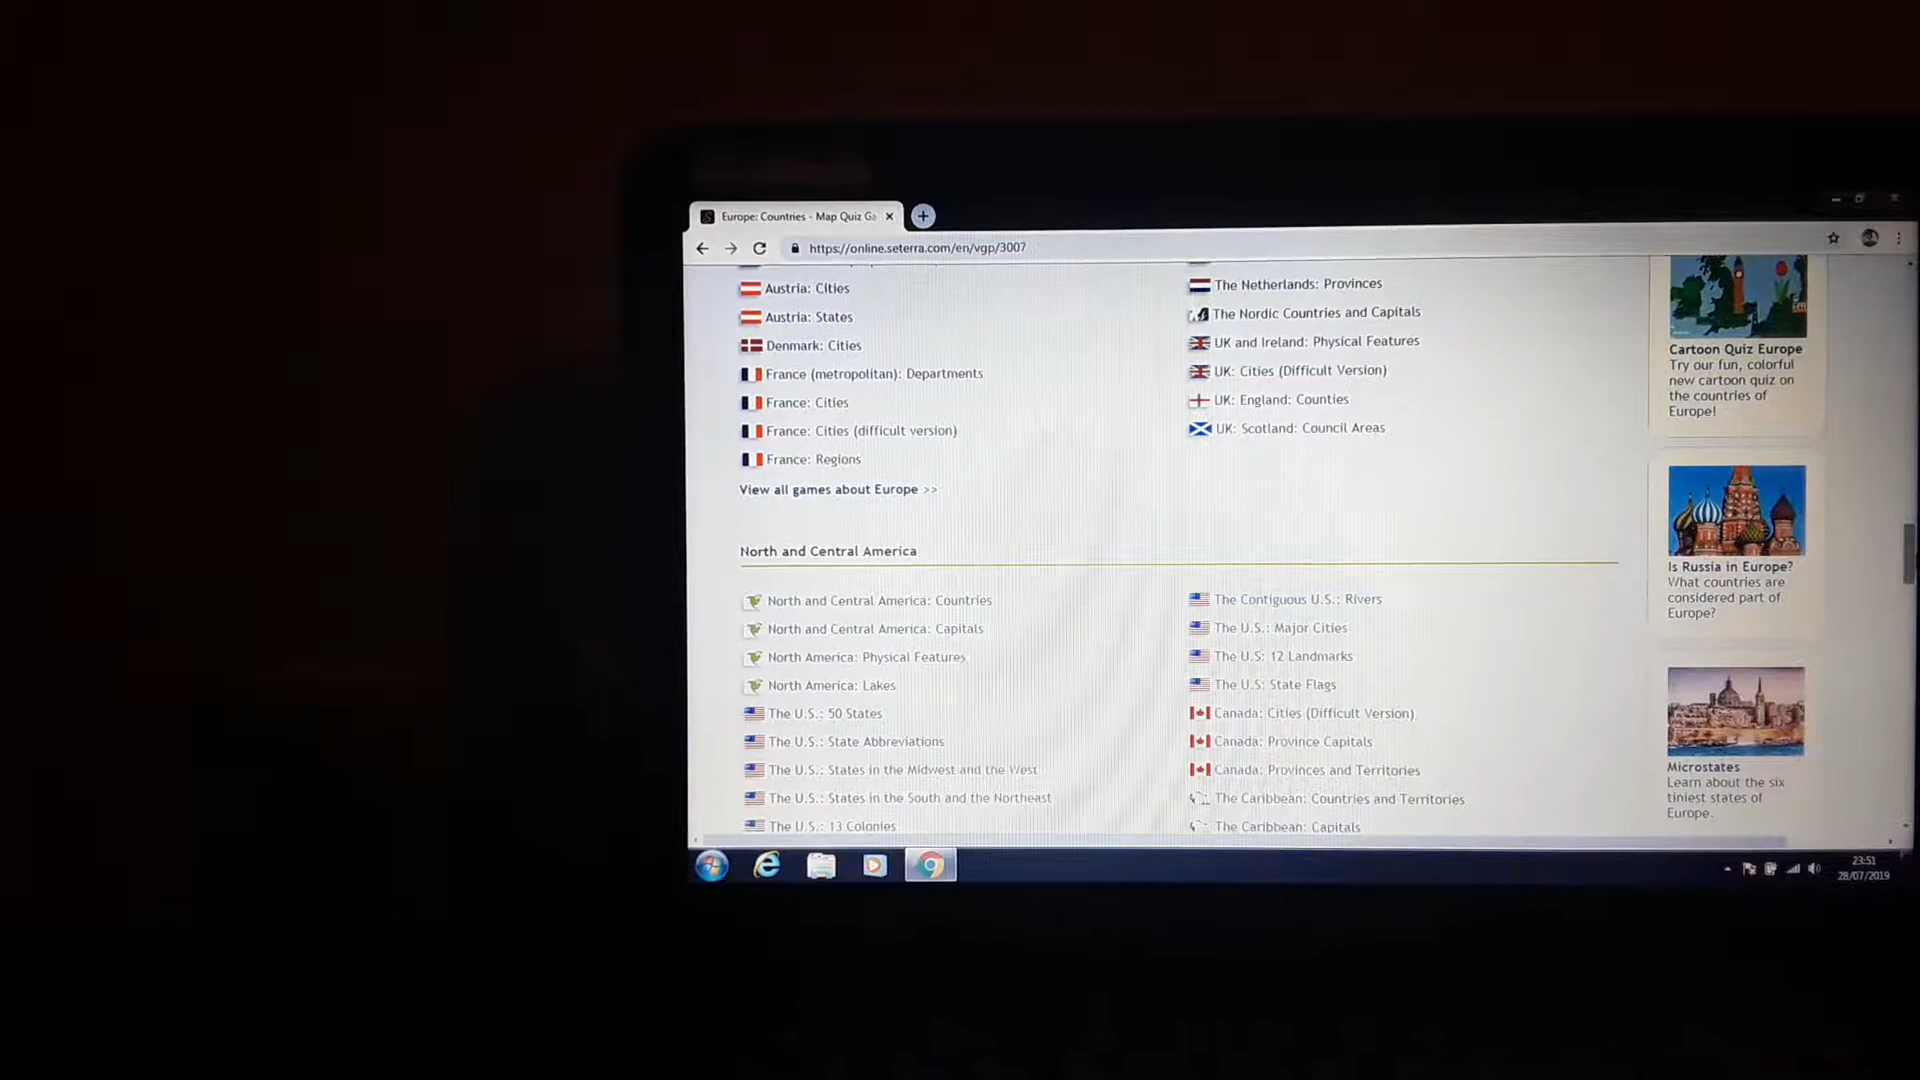 Europe: Countries - Map Quiz Ga
https://online.seterra.com/en/vgp/3007
Austria: Cities
Austria: States
Denmark: Cities
France (metropolitan): Departments
France: Cities
France: Cities (difficult version)
France: Regions
View all games about Europe >>
The Netherlands: Provinces
The Nordic Countries and Capitals
UK and Ireland: Physical Features
UK: Cities (Difficult Version)
UK: England: Counties
UK: Scotland: Council Areas
North and Central America
North and Central America: Countries
North and Central America: Capitals
North America: Physical Features
North America: Lakes
The U.S.: 50 States
The U.S.: State Abbreviations
The U.S.: States in the Midwest and the West
The U.S.: States in the South and the Northeast
The U.S.: 13 Colonies
The Contiguous U.S.: Rivers
The U.S.: Major Cities
The U.S: 12 Landmarks
The U.S: State Flags
Canada: Cities (Difficult Version)
Canada: Province Capitals
Canada: Provinces and Territories
The Caribbean: Countries and Territories
The Caribbean: Capitals
Cartoon Quiz Europe
Try our fun, colorful
new cartoon quiz on
the countries of
Europe!
Is Russia in Europe?
What countries are
considered part of
Europe?
Microstates
Learn about the six
tiniest states of
Europe.
23:51
28/07/2019